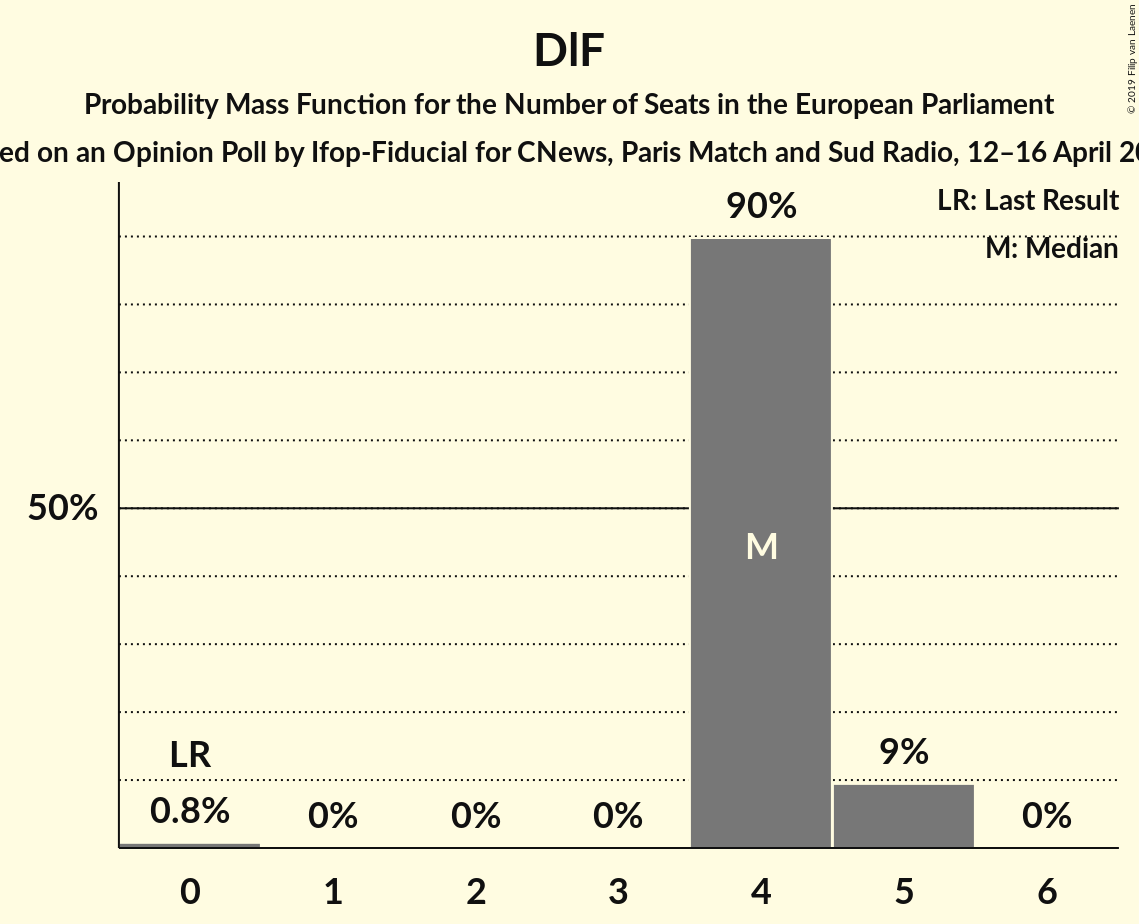 DlF
Probability Mass Function for the Number of Seats in the European Parliament
ed on an Opinion Poll by Ifop-Fiducial for CNews, Paris Match and Sud Radio, 12–16 April 20
© 2019 Filip van Laenen
LR: Last Result
M: Median
90%
50%
M
LR
9%
0.8%
0%
0%
0%
0%
0
1
2
3
4
5
6